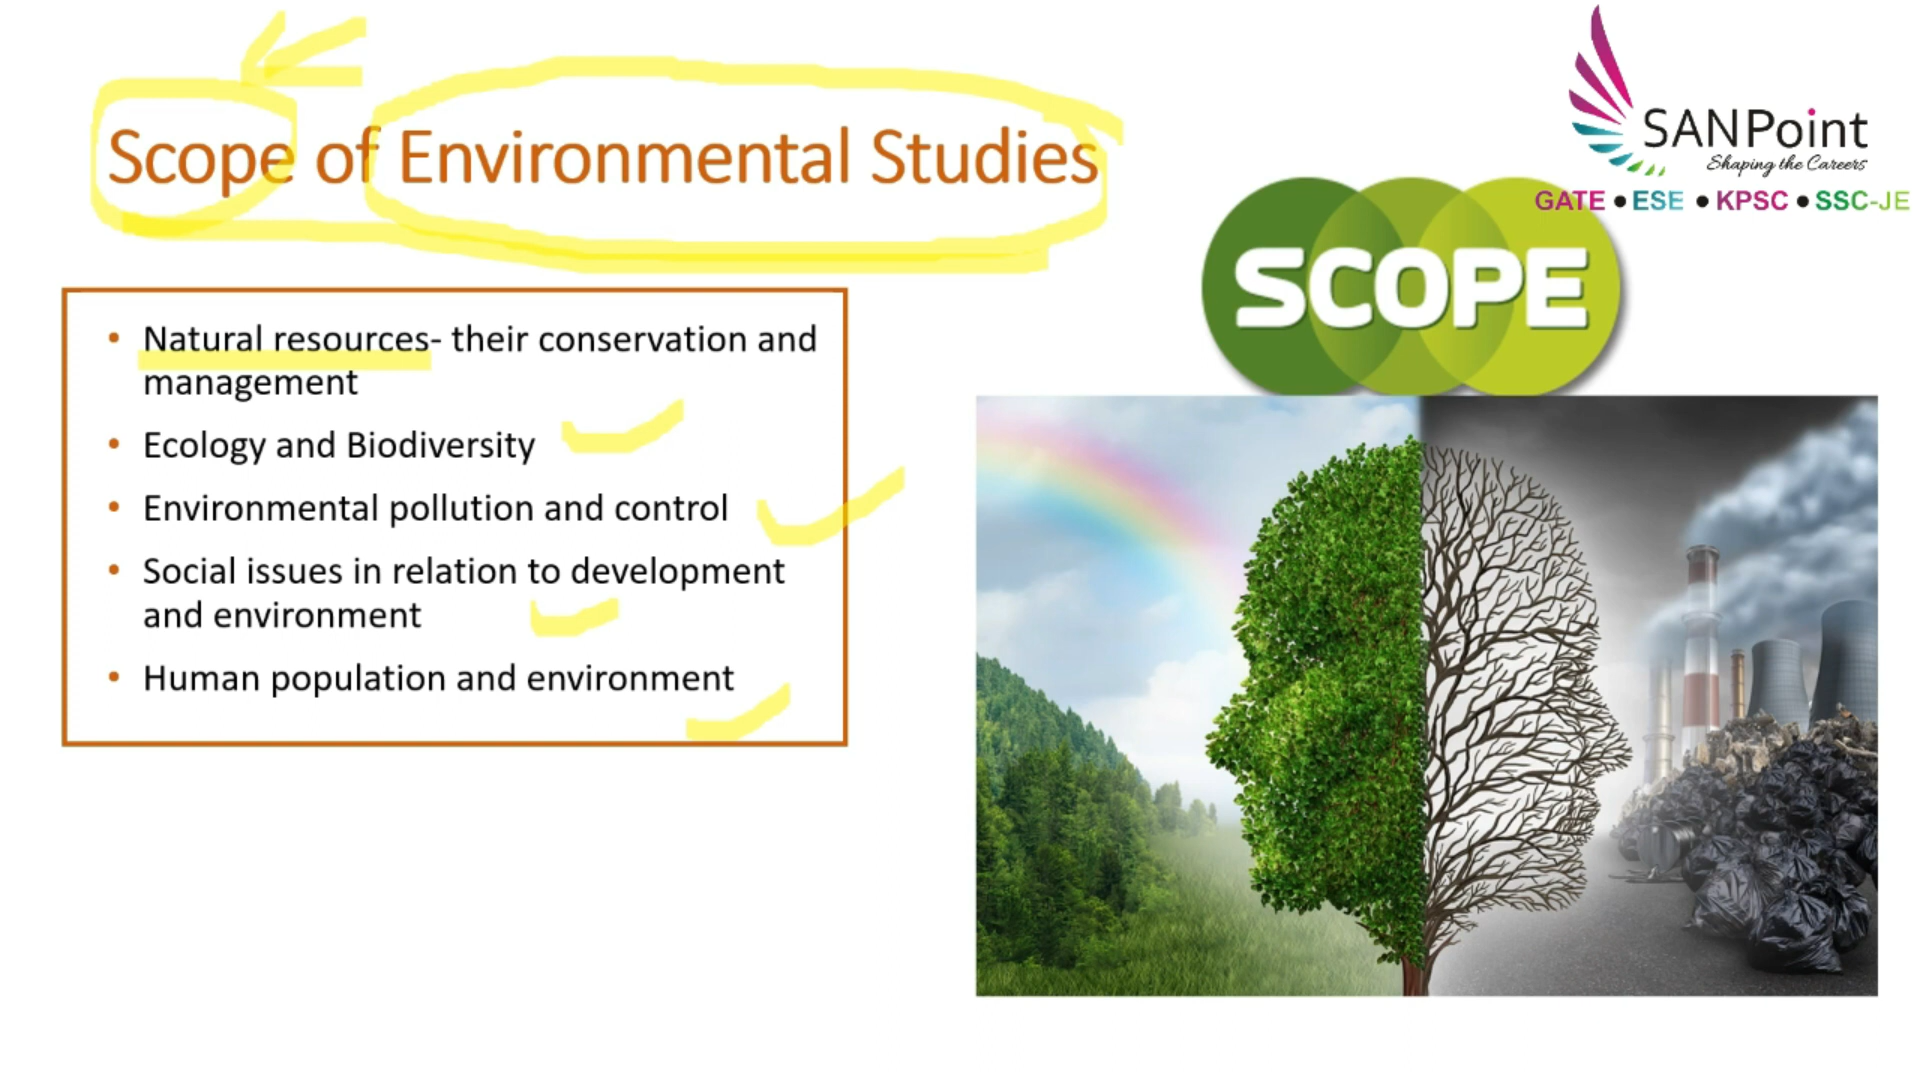 Scope of Environmental Studies
SANPoint
Shaping the Careers
GATE ● ESE ● KPSC ● SSC-JE
SCOPE
• Natural resources- their conservation and
management
• Ecology and Biodiversity
• Environmental pollution and control
• Social issues in relation to development
and environment
• Human population and environment